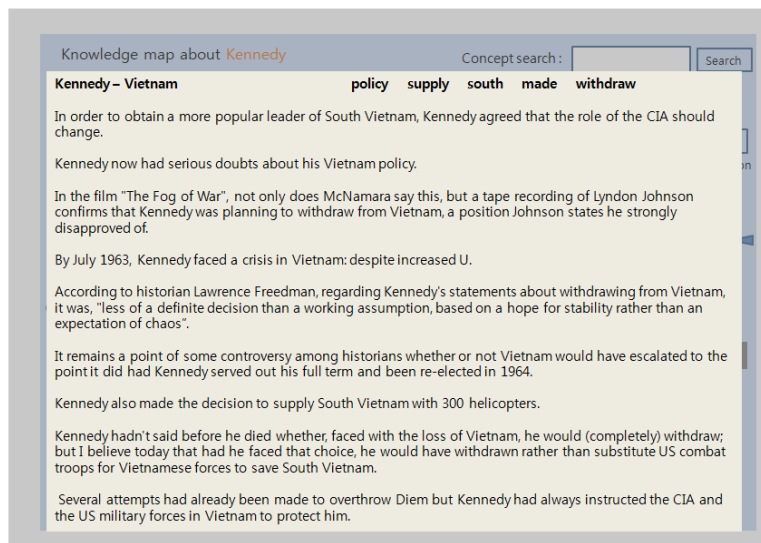 Knowledge map about Kennedy
Concept search :
Search
Kennedy – Vietnam policy supply south made withdraw
In order to obtain a more popular leader of South Vietnam, Kennedy agreed that the role of the CIA should
change.
Kennedy now had serious doubts about his Vietnam policy.
In the film "The Fog of War", not only does McNamara say this, but a tape recording of Lyndon Johnson
confirms that Kennedy was planning to withdraw from Vietnam, a position Johnson states he strongly
disapproved of.
By July 1963, Kennedy faced a crisis in Vietnam: despite increased U.
According to historian Lawrence Freedman, regarding Kennedy's statements about withdrawing from Vietnam,
it was, "less of a definite decision than a working assumption, based on a hope for stability rather than an
expectation of chaos".
It remains a point of some controversy among historians whether or not Vietnam would have escalated to the
point it did had Kennedy served out his full term and been re-elected in 1964.
Kennedy also made the decision to supply South Vietnam with 300 helicopters.
Kennedy hadn't said before he died whether, faced with the loss of Vietnam, he would (completely) withdraw;
but I believe today that had he faced that choice, he would have withdrawn rather than substitute US combat
troops for Vietnamese forces to save South Vietnam.
Several attempts had already been made to overthrow Diem but Kennedy had always instructed the CIA and
the US military forces in Vietnam to protect him.